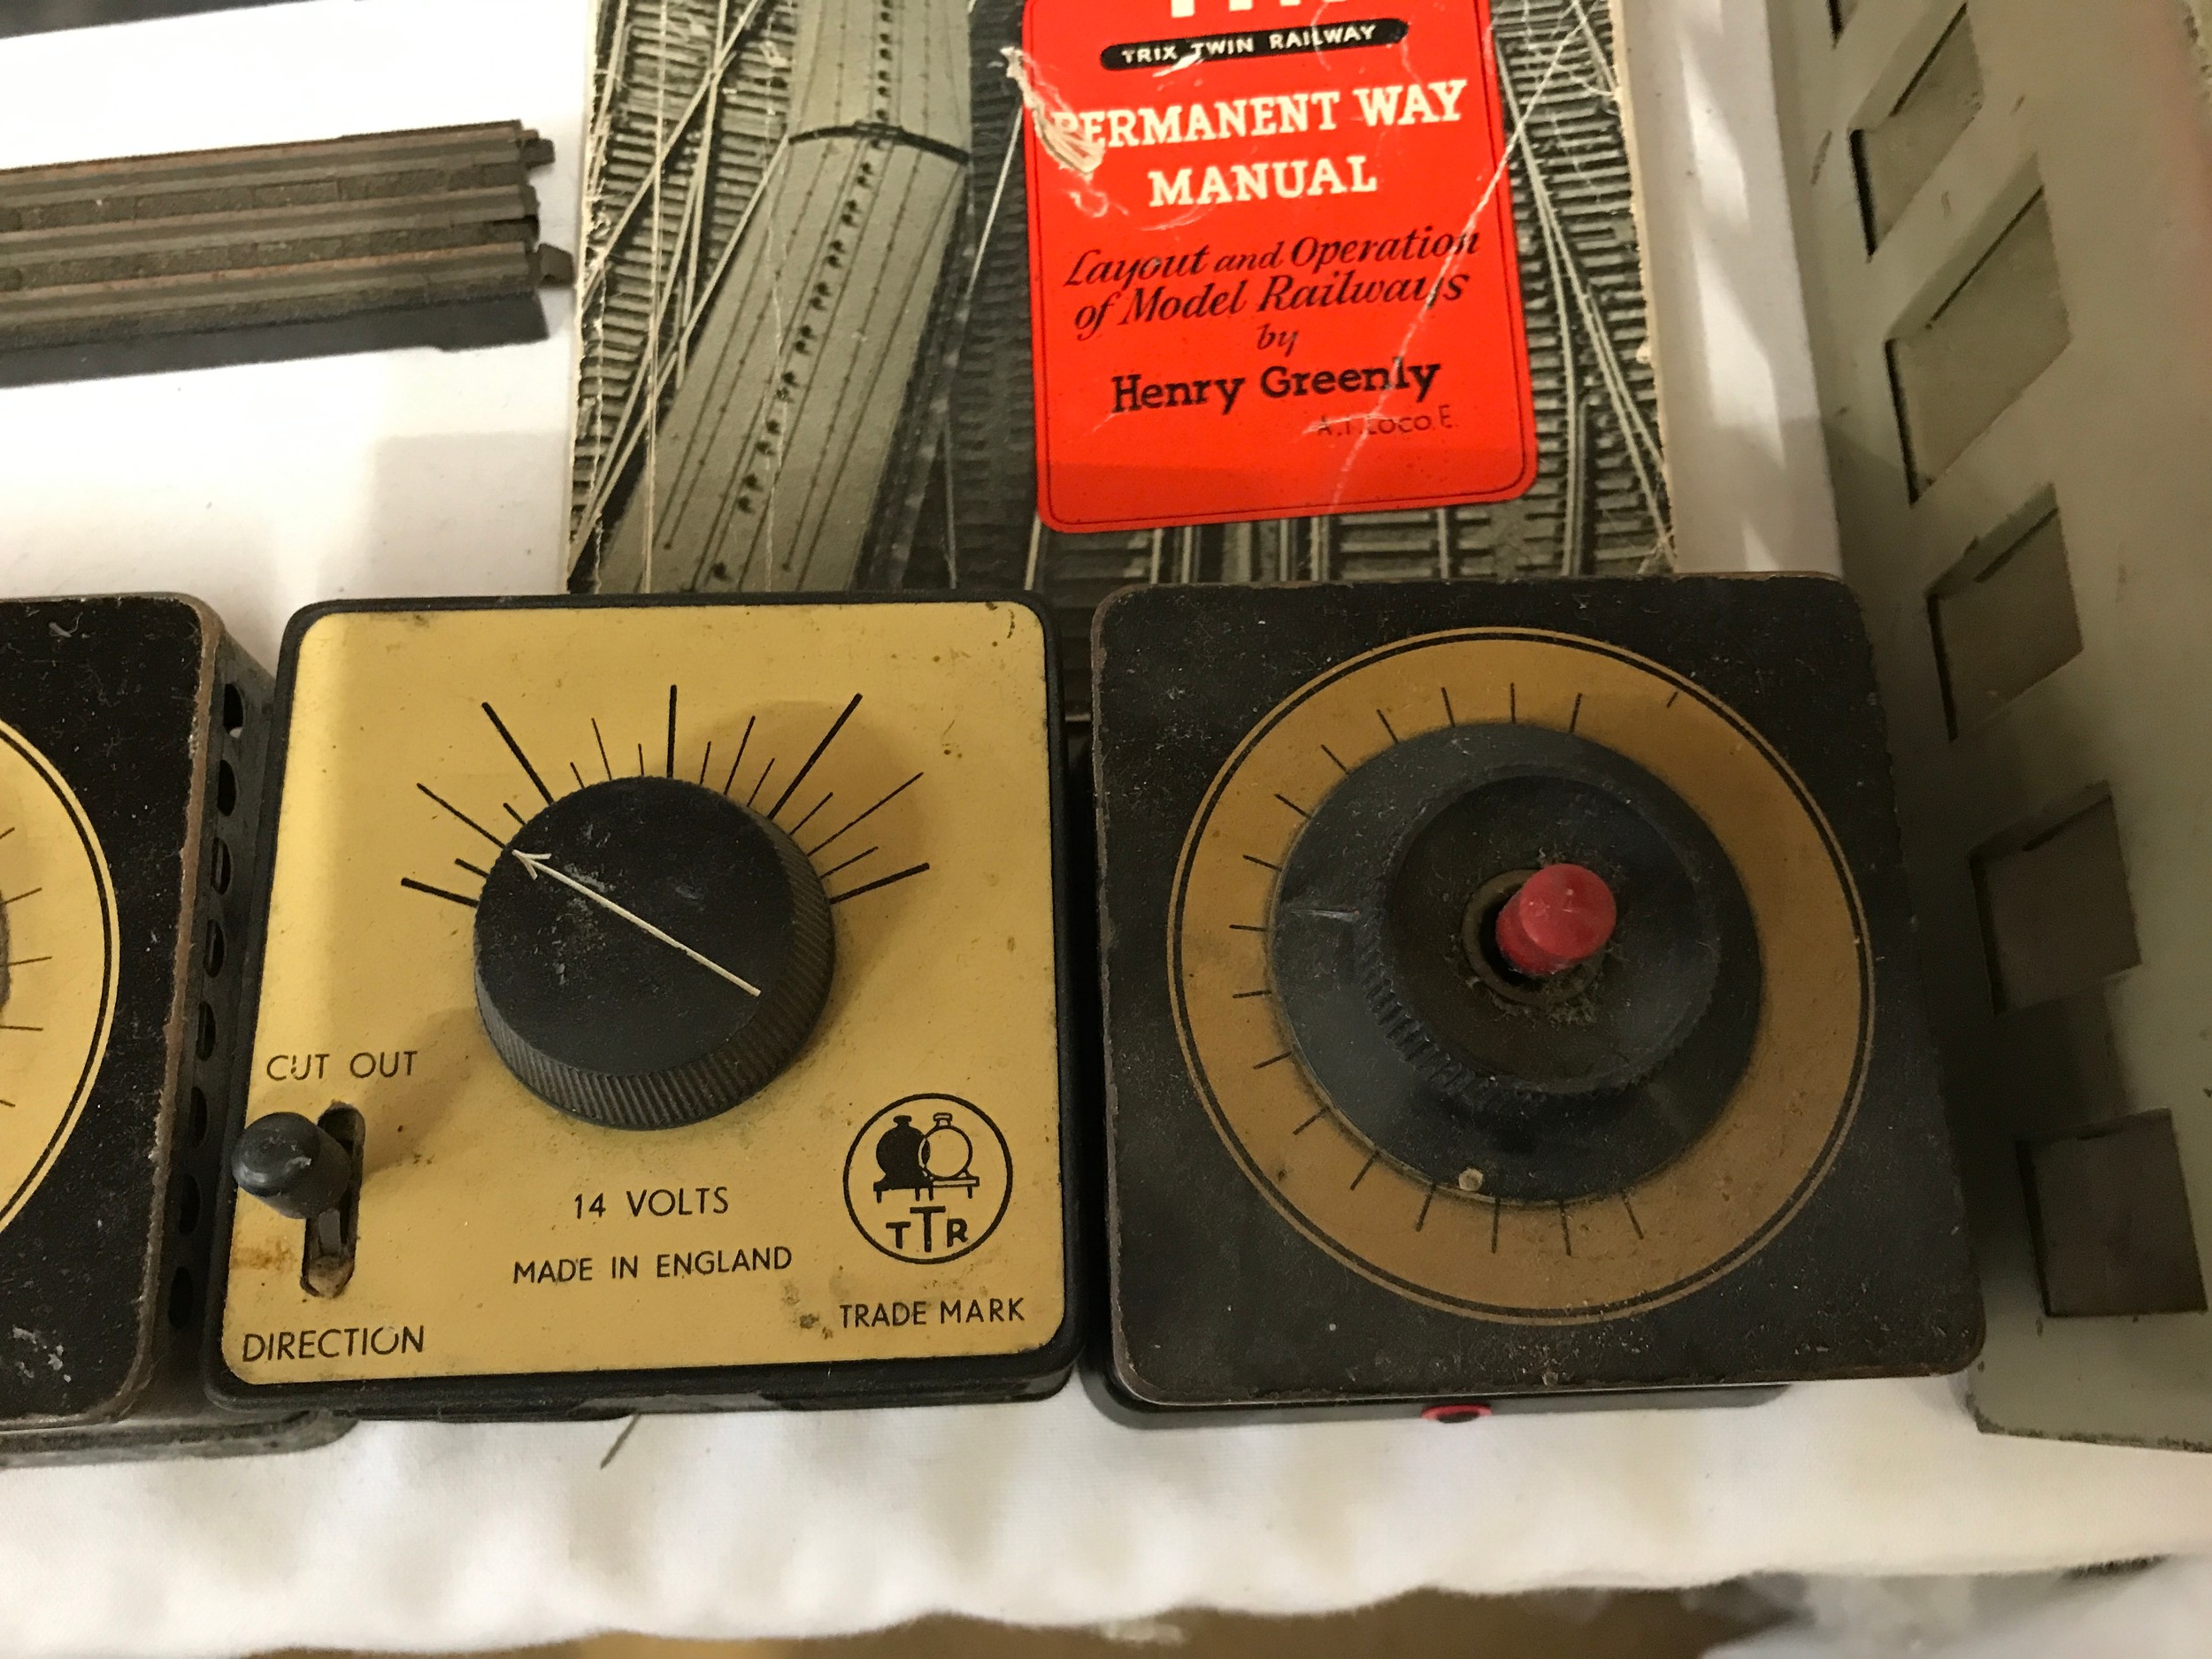 TRIX TWIN RAILWAY
PERMANENT WAY
MANUAL
Layout and Operation
of Model Railways
by
Henry Greenly
A.I.LOCO.E.
CUT OUT
14 VOLTS
MADE IN ENGLAND
DIRECTION
TTR
TRADE MARK